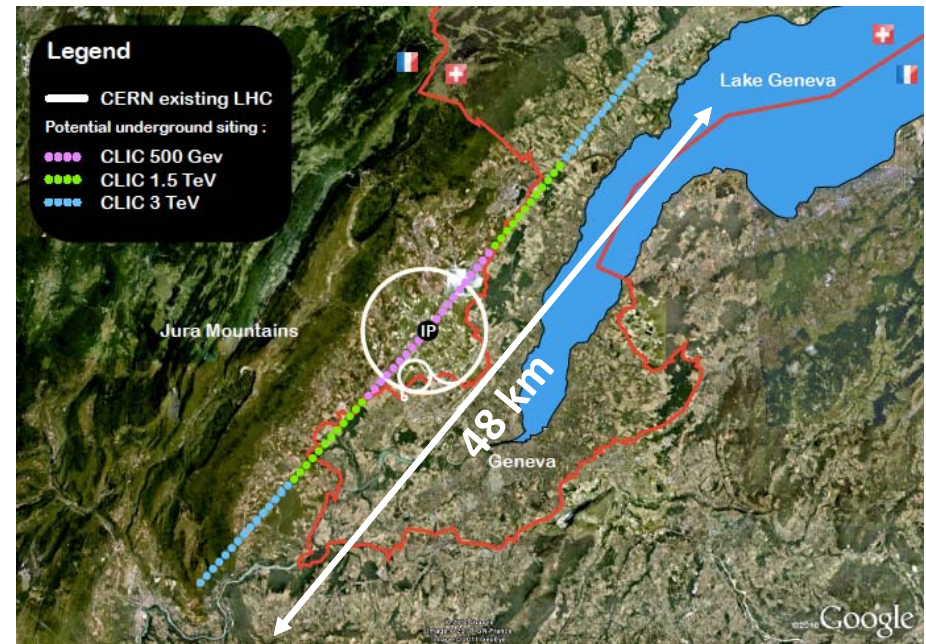 Legend
CERN existing LHC
Potential underground siting :
CLIC 500 Gev
CLIC 1.5 TeV
CLIC 3 TeV
Lake Geneva
Jura Mountains
IP
48 km
Geneva
©2010 Google